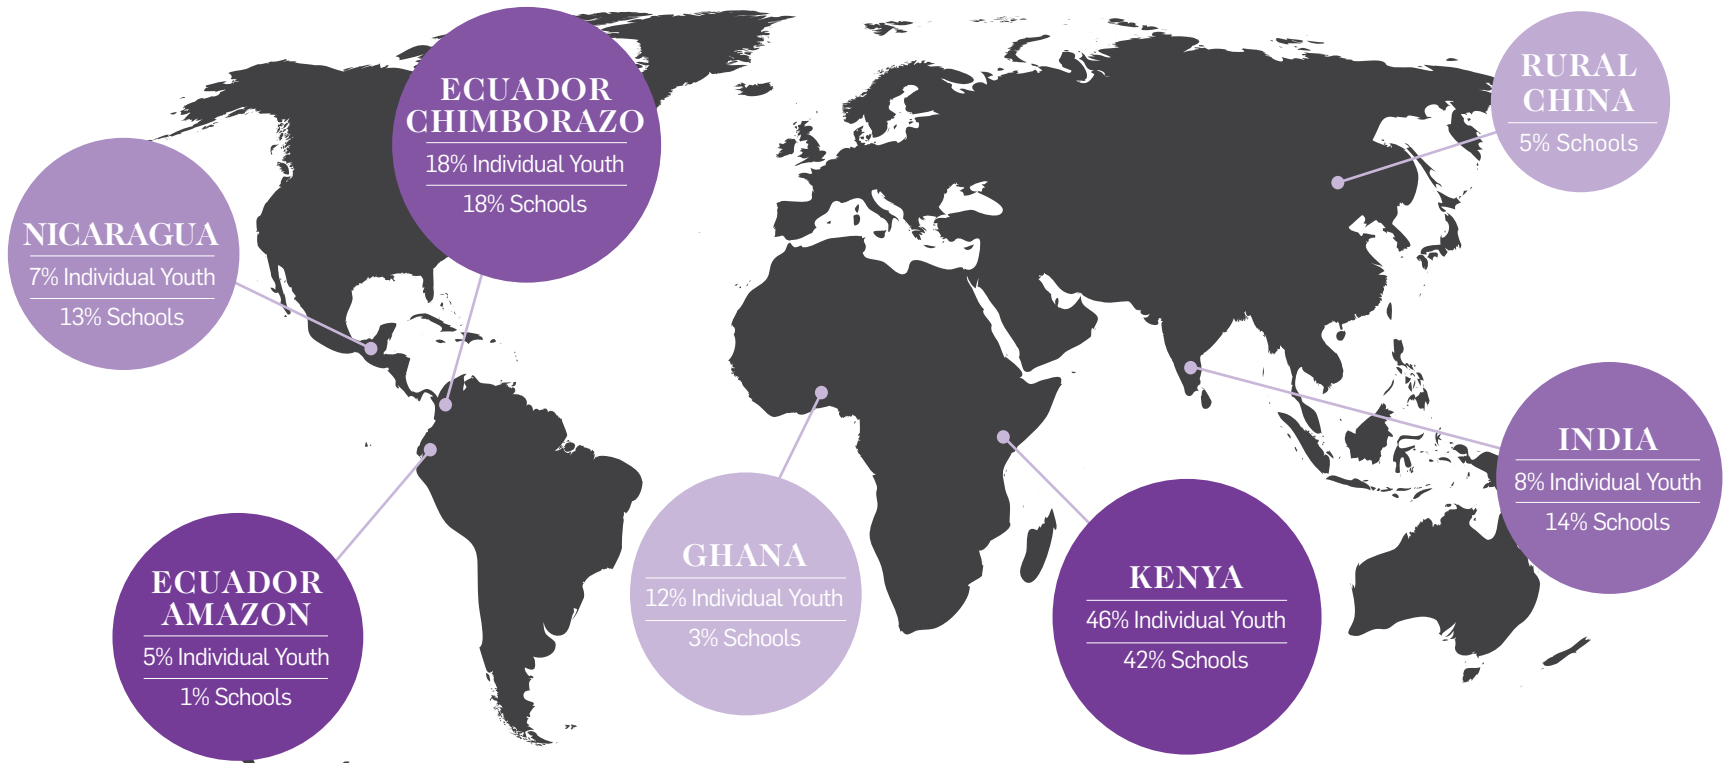 ECUADOR
CHIMBORAZO
18% Individual Youth
18% Schools
RURAL
CHINA
5% Schools
NICARAGUA
7% Individual Youth
13% Schools
INDIA
8% Individual Youth
14% Schools
ECUADOR
AMAZON
5% Individual Youth
1% Schools
GHANA
12% Individual Youth
3% Schools
KENYA
46% Individual Youth
42% Schools